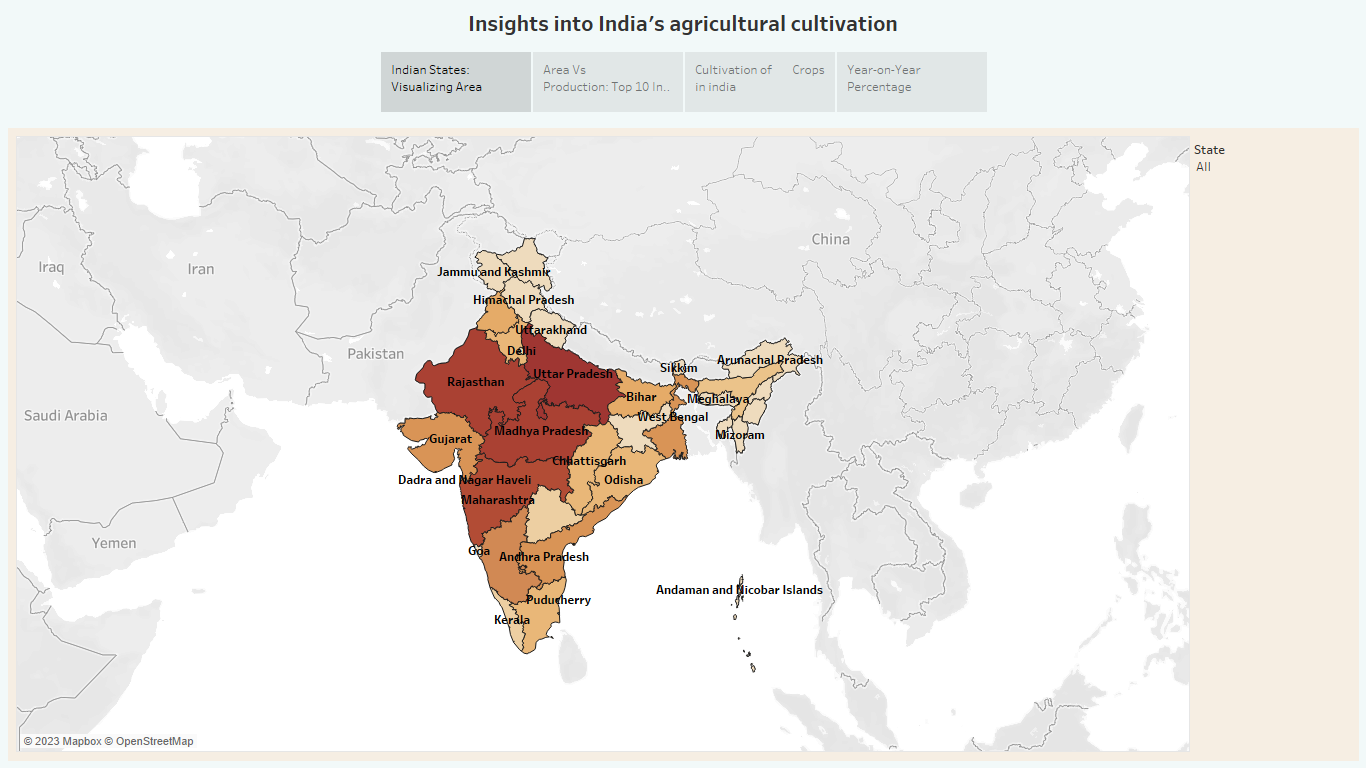 Insights into India's agricultural cultivation
Indian States:
Visualizing Area
Area Vs
Production: Top 10 In..
Cultivation of Crops
in india
Year-on-Year
Percentage
State
All
China
Iraq
Iran
Jammu and Kashmir
Himachal Pradesh
Uttarakhand
Pakistan
Delhi
Arunachal Pradesh
Sikkim
Uttar Pradesh
Rajasthan
Bihar
Meghalaya
Saudi Arabia
West Bengal
Madhya Pradesh
Mizoram
Gujarat
Chhattisgarh
Dadra and Nagar Haveli
Odisha
Maharashtra
Yemen
Goa
Andhra Pradesh
Andaman and Nicobar Islands
Puducherry
Kerala
© 2023 Mapbox © OpenStreetMap